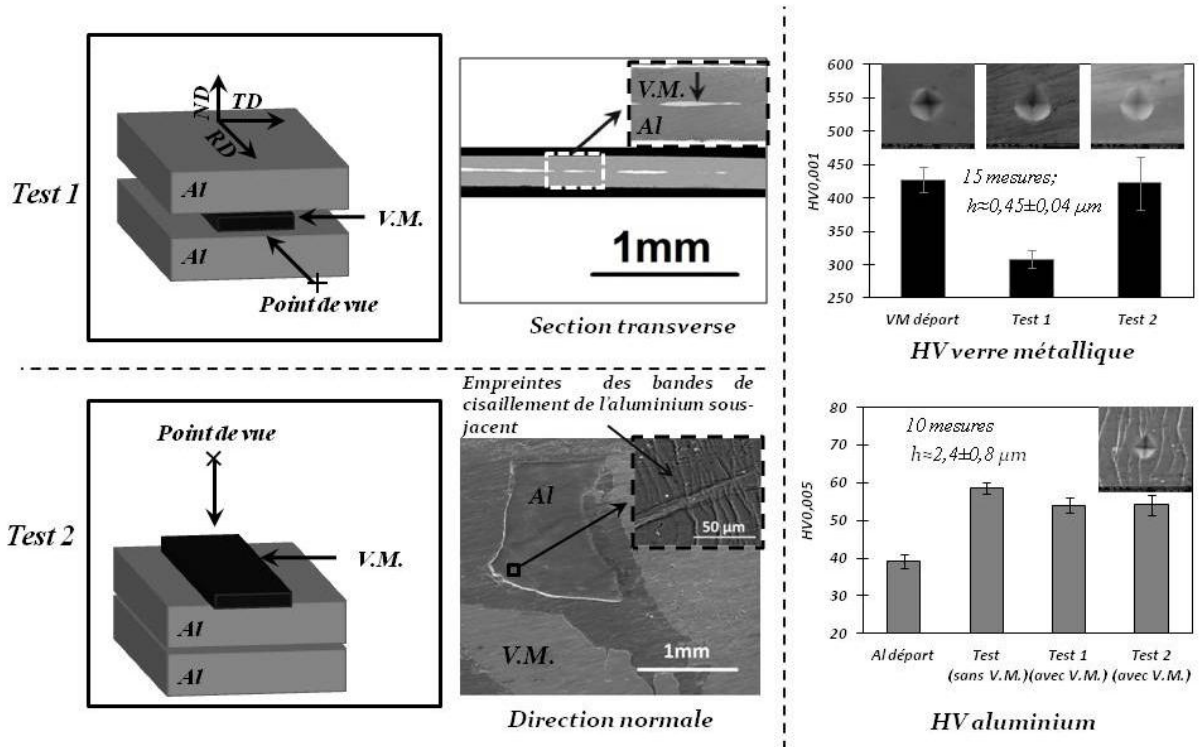 Test 1
ND
TD
RD
Al
V.M.
Al
Point de vue
V.M.
Al
1mm
Section transverse
Test 2
Point de vue
V.M.
Al
Al
Empreintes des bandes de
cisaillement de l'aluminium sous-
jacent
Al
50 µm
V.M.
1mm
Direction normale
HV0,001
600
550
500
450
400
350
300
250
15 mesures;
h≈0,45±0,04 µm
VM départ
Test 1
Test 2
HV verre métallique
HV0,005
80
70
60
50
40
30
20
10 mesures
h≈2,4±0,8 µm
Al départ
Test
(sans V.M.)
Test 1
(avec V.M.)
Test 2
(avec V.M.)
HV aluminium